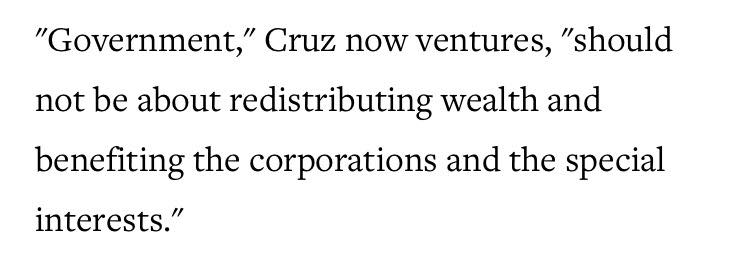 "Government," Cruz now ventures, "should
not be about redistributing wealth and
benefiting the corporations and the special
interests."